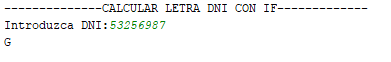 --------------CALCULAR LETRA DNI CON IF-------------
Introduzca DNI:53256987
G